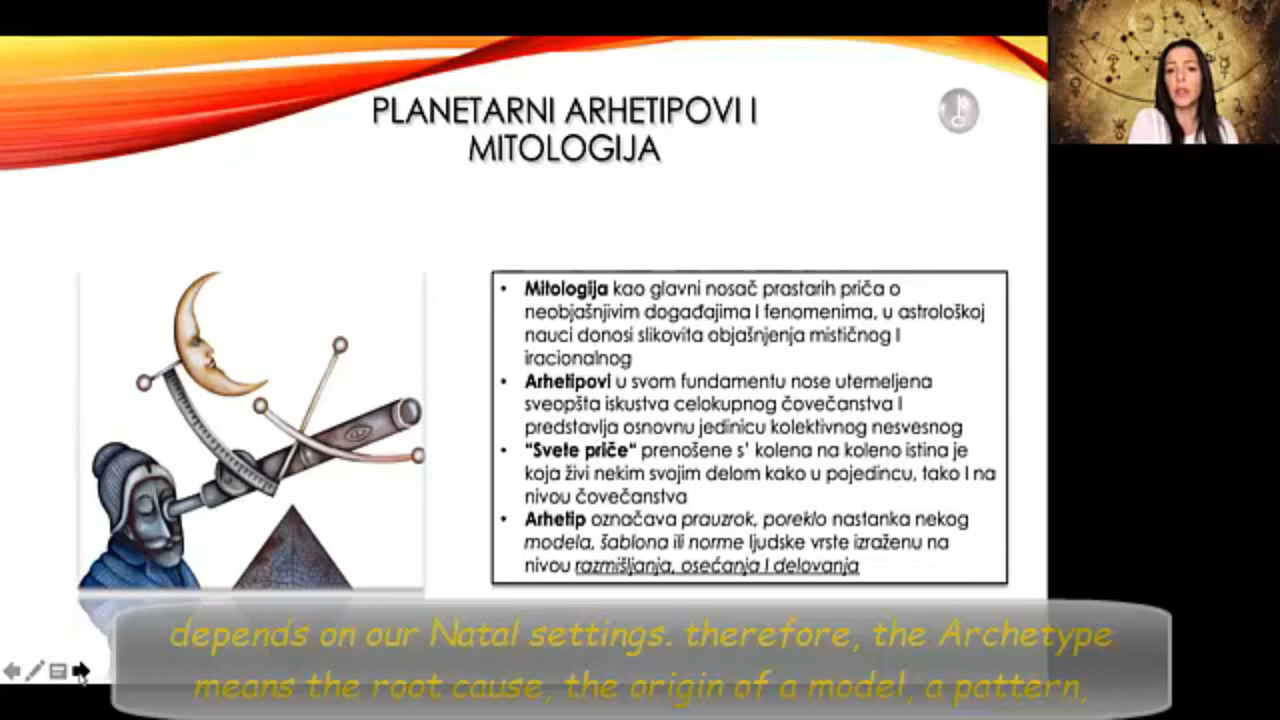 PLANETARNI ARHETIPOVI I
MITOLOGIJA
• Mitologija kao glavni nosač prastarih priča o
neobjašnjivim događajima I fenomenima, u astrološkoj
nauci donosi slikovita objašnjenja mističnog I
iracionalnog
• Arhetipovi u svom fundamentu nose utemeljena
sveopšta iskustva celokupnog čovečanstva I
predstavlja osnovnu jedinicu kolektivnog nesvesnog
• "Svete priče" prenošene s' kolena na koleno istina je
koja živi nekim svojim delom kako u pojedincu, tako I na
nivou čovečanstva
• Arhetip označava prauzrok, poreklo nastanka nekog
modela, šablona ili norme ljudske vrste izraženu na
nivou razmišljanja, osećanja I delovanja
depends on our Natal settings. therefore, the Archetype
means the root cause, the origin of a model, a pattern,